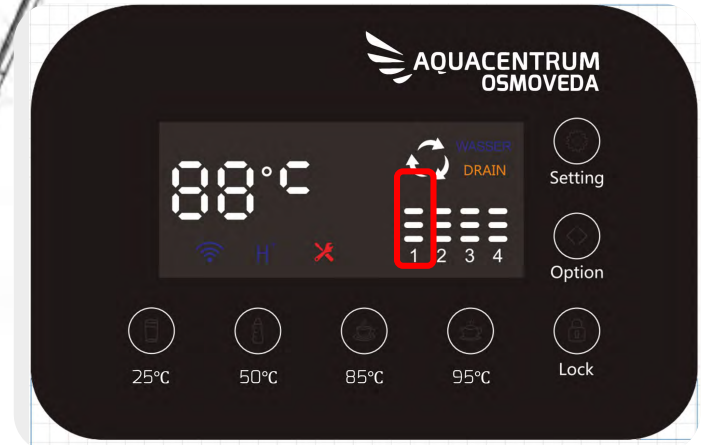 AQUACENTRUM
OSMOVEDA
88°C
WASSER
DRAIN
Setting
1 2 3 4
Option
25°C
50°C
85°C
95°C
Lock